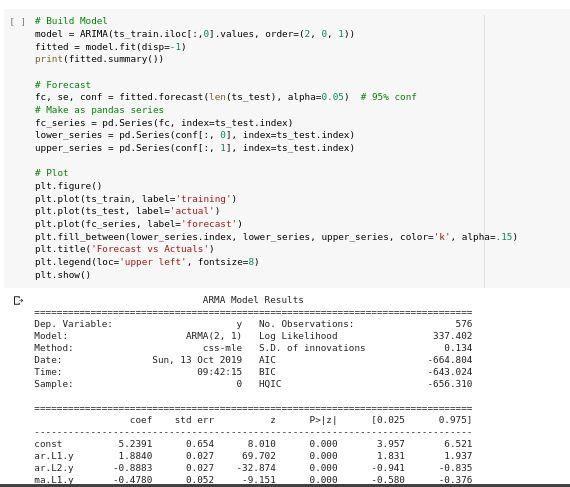 [ ] # Build Model
model = ARIMA(ts_train.iloc[:,0].values, order=(2, 0, 1))
fitted = model.fit(disp=-1)
print(fitted.summary())
# Forecast
fc, se, conf = fitted.forecast(len(ts_test), alpha=0.05)  # 95% conf
# Make as pandas series
fc_series = pd.Series(fc, index=ts_test.index)
lower_series = pd.Series(conf[:, 0], index=ts_test.index)
upper_series = pd.Series(conf[:, 1], index=ts_test.index)
# Plot
plt.figure()
plt.plot(ts_train, label='training')
plt.plot(ts_test, label='actual')
plt.plot(fc_series, label='forecast')
plt.fill_between(lower_series.index, lower_series, upper_series, color='k', alpha=.15)
plt.title('Forecast vs Actuals')
plt.legend(loc='upper left', fontsize=8)
plt.show()
ARMA Model Results
==============================================================================
Dep. Variable: y No. Observations: 576
Model: ARMA(2, 1) Log Likelihood 337.402
Method: css-mle S.D. of innovations 0.134
Date: Sun, 13 Oct 2019 AIC -664.804
Time: 09:42:15 BIC -643.024
Sample: 0 HQIC -656.310
==============================================================================
coef std err z P>|z| [0.025 0.975]
------------------------------------------------------------------------------
const 5.2391 0.654 8.010 0.000 3.957 6.521
ar.L1.y 1.8840 0.027 69.702 0.000 1.831 1.937
ar.L2.y -0.8883 0.027 -32.874 0.000 -0.941 -0.835
ma.L1.y -0.4780 0.052 -9.151 0.000 -0.580 -0.376